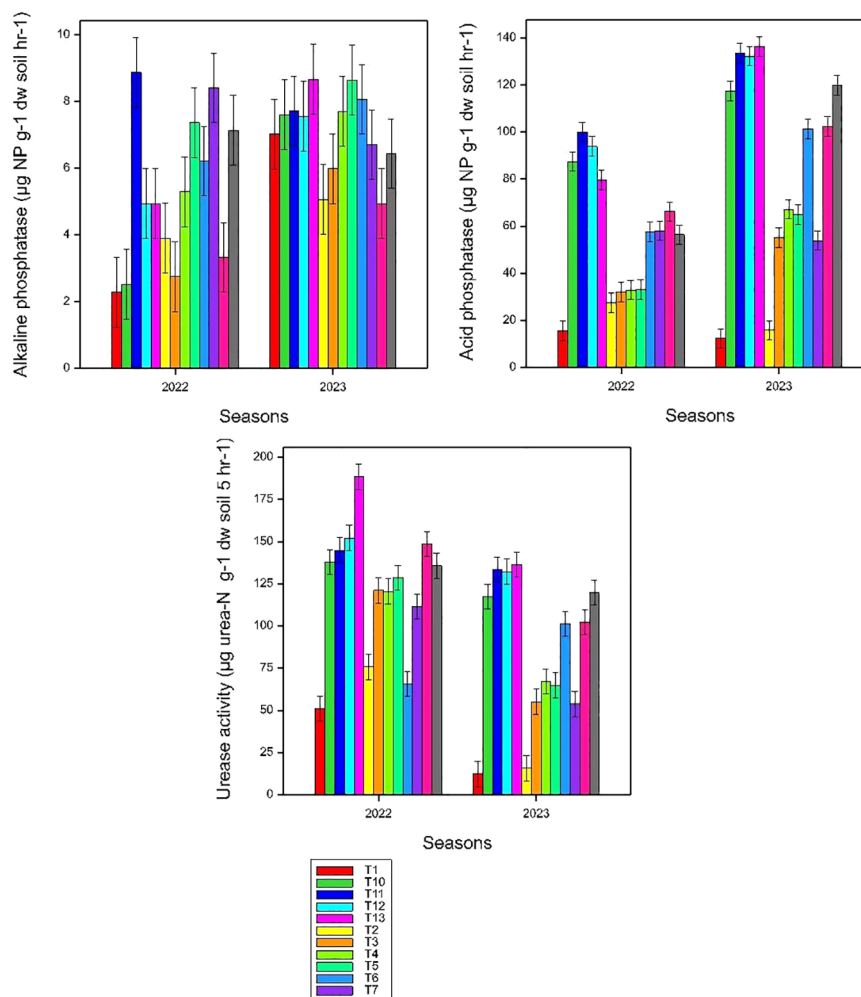 Alkaline phosphatase (µg NP g-1 dw soil hr-1)
10
8
6
4
2
0
2022
2023
Seasons
Acid phosphatase (µg NP g-1 dw soil hr-1)
140
120
100
80
60
40
20
0
2022
2023
Seasons
Urease activity (µg urea-N g-1 dw soil 5 hr-1)
200
175
150
125
100
75
50
25
0
2022
2023
Seasons
T1
T10
T11
T12
T13
T2
T3
T4
T5
T6
T7